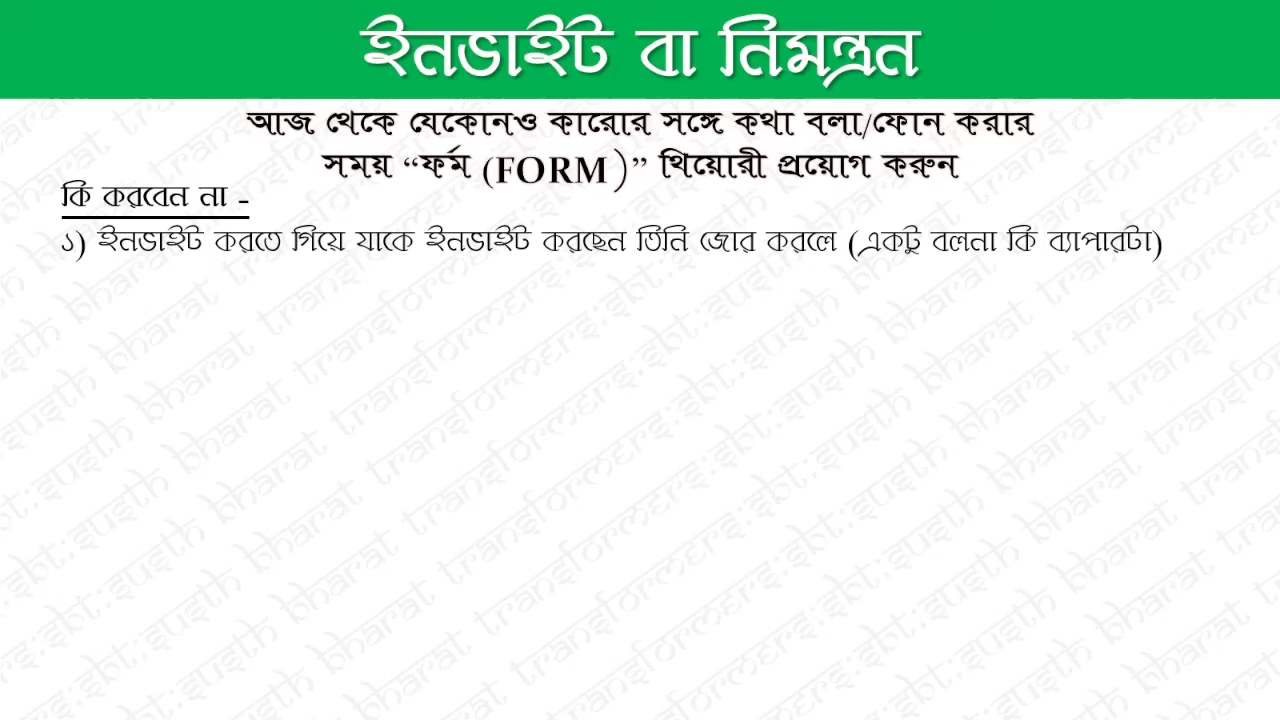 ইনভাইট বা নিমন্ত্রন
আজ থেকে যেকোনও কারোর সঙ্গে কথা বলা/ফোন করার
সময় “ফর্ম (FORM)” থিয়োরী প্রয়োগ করুন
কি করবেন না -
১) ইনভাইট করতে গিয়ে যাকে ইনভাইট করছেন তিনি জোর করলে (একটু বলনা কি ব্যাপারটা)